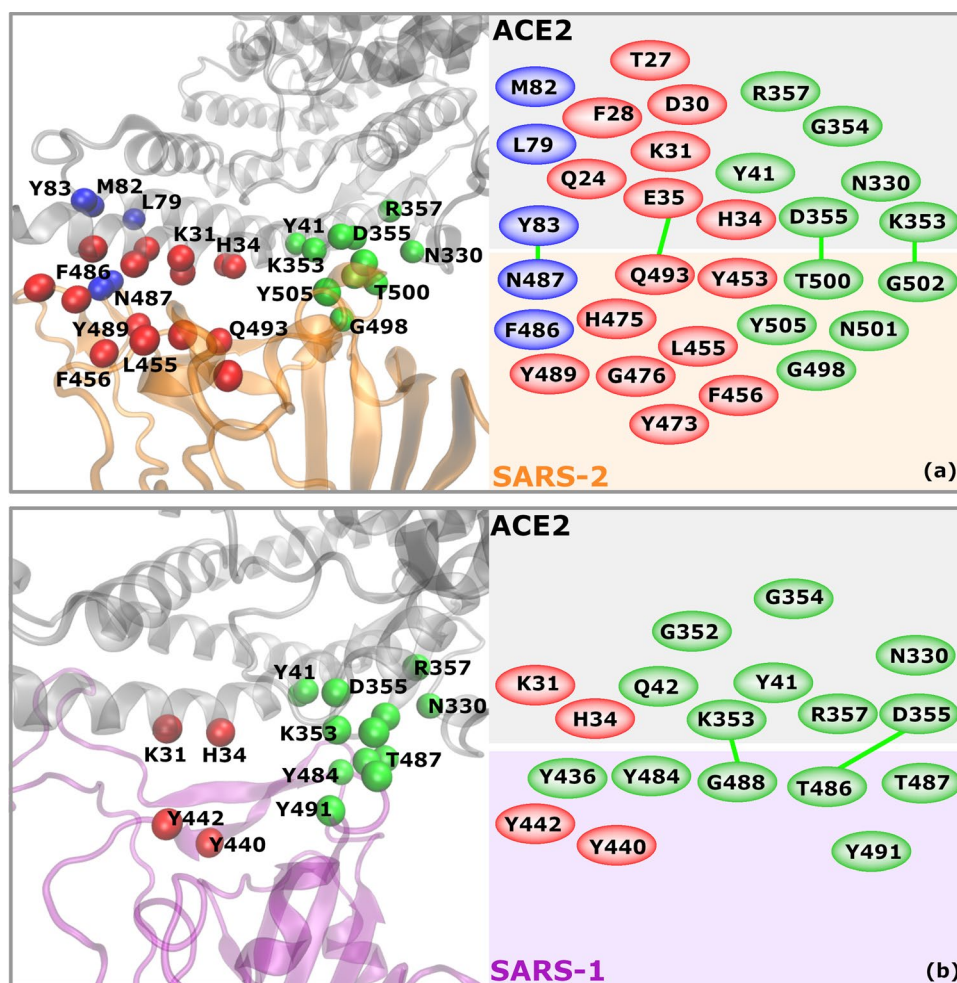 ACE2
T27
M82
R357
F28
D30
G354
L79
K31
Q24
Y41
N330
E35
H34
D355
K353
Y83
N487
Q493
Y453
T500
G502
F486
H475
Y505
N501
L455
Y489
G476
G498
F456
Y473
SARS-2
(a)
Y83
M82
L79
K31
H34
Y41
R357
D355
K353
N330
F486
N487
Y505
T500
Y489
Q493
G498
L455
F456
ACE2
G354
G352
N330
K31
Q42
Y41
H34
K353
R357
D355
Y436
Y484
G488
T486
T487
Y442
Y440
Y491
SARS-1
(b)
Y41
R357
D355
N330
K353
K31
H34
T487
Y484
Y491
Y442
Y440